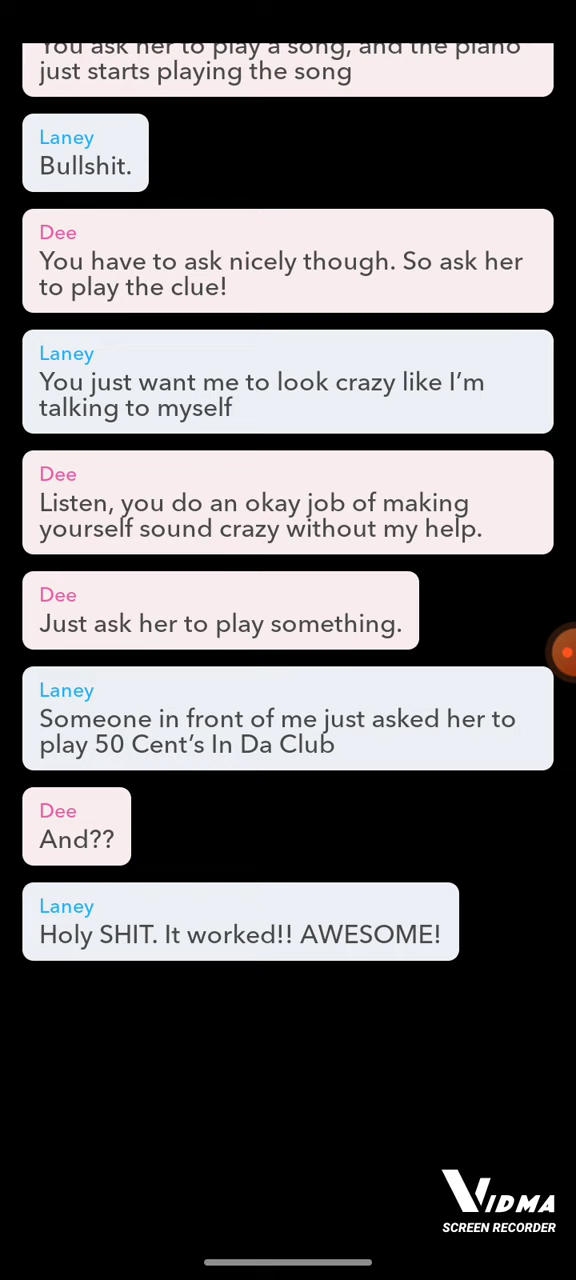 You ask her to play a song, and the piano
just starts playing the song
Laney
Bullshit.
Dee
You have to ask nicely though. So ask her
to play the clue!
Laney
You just want me to look crazy like I’m
talking to myself
Dee
Listen, you do an okay job of making
yourself sound crazy without my help.
Dee
Just ask her to play something.
Laney
Someone in front of me just asked her to
play 50 Cent’s In Da Club
Dee
And??
Laney
Holy SHIT. It worked!! AWESOME!
VIDMA
SCREEN RECORDER